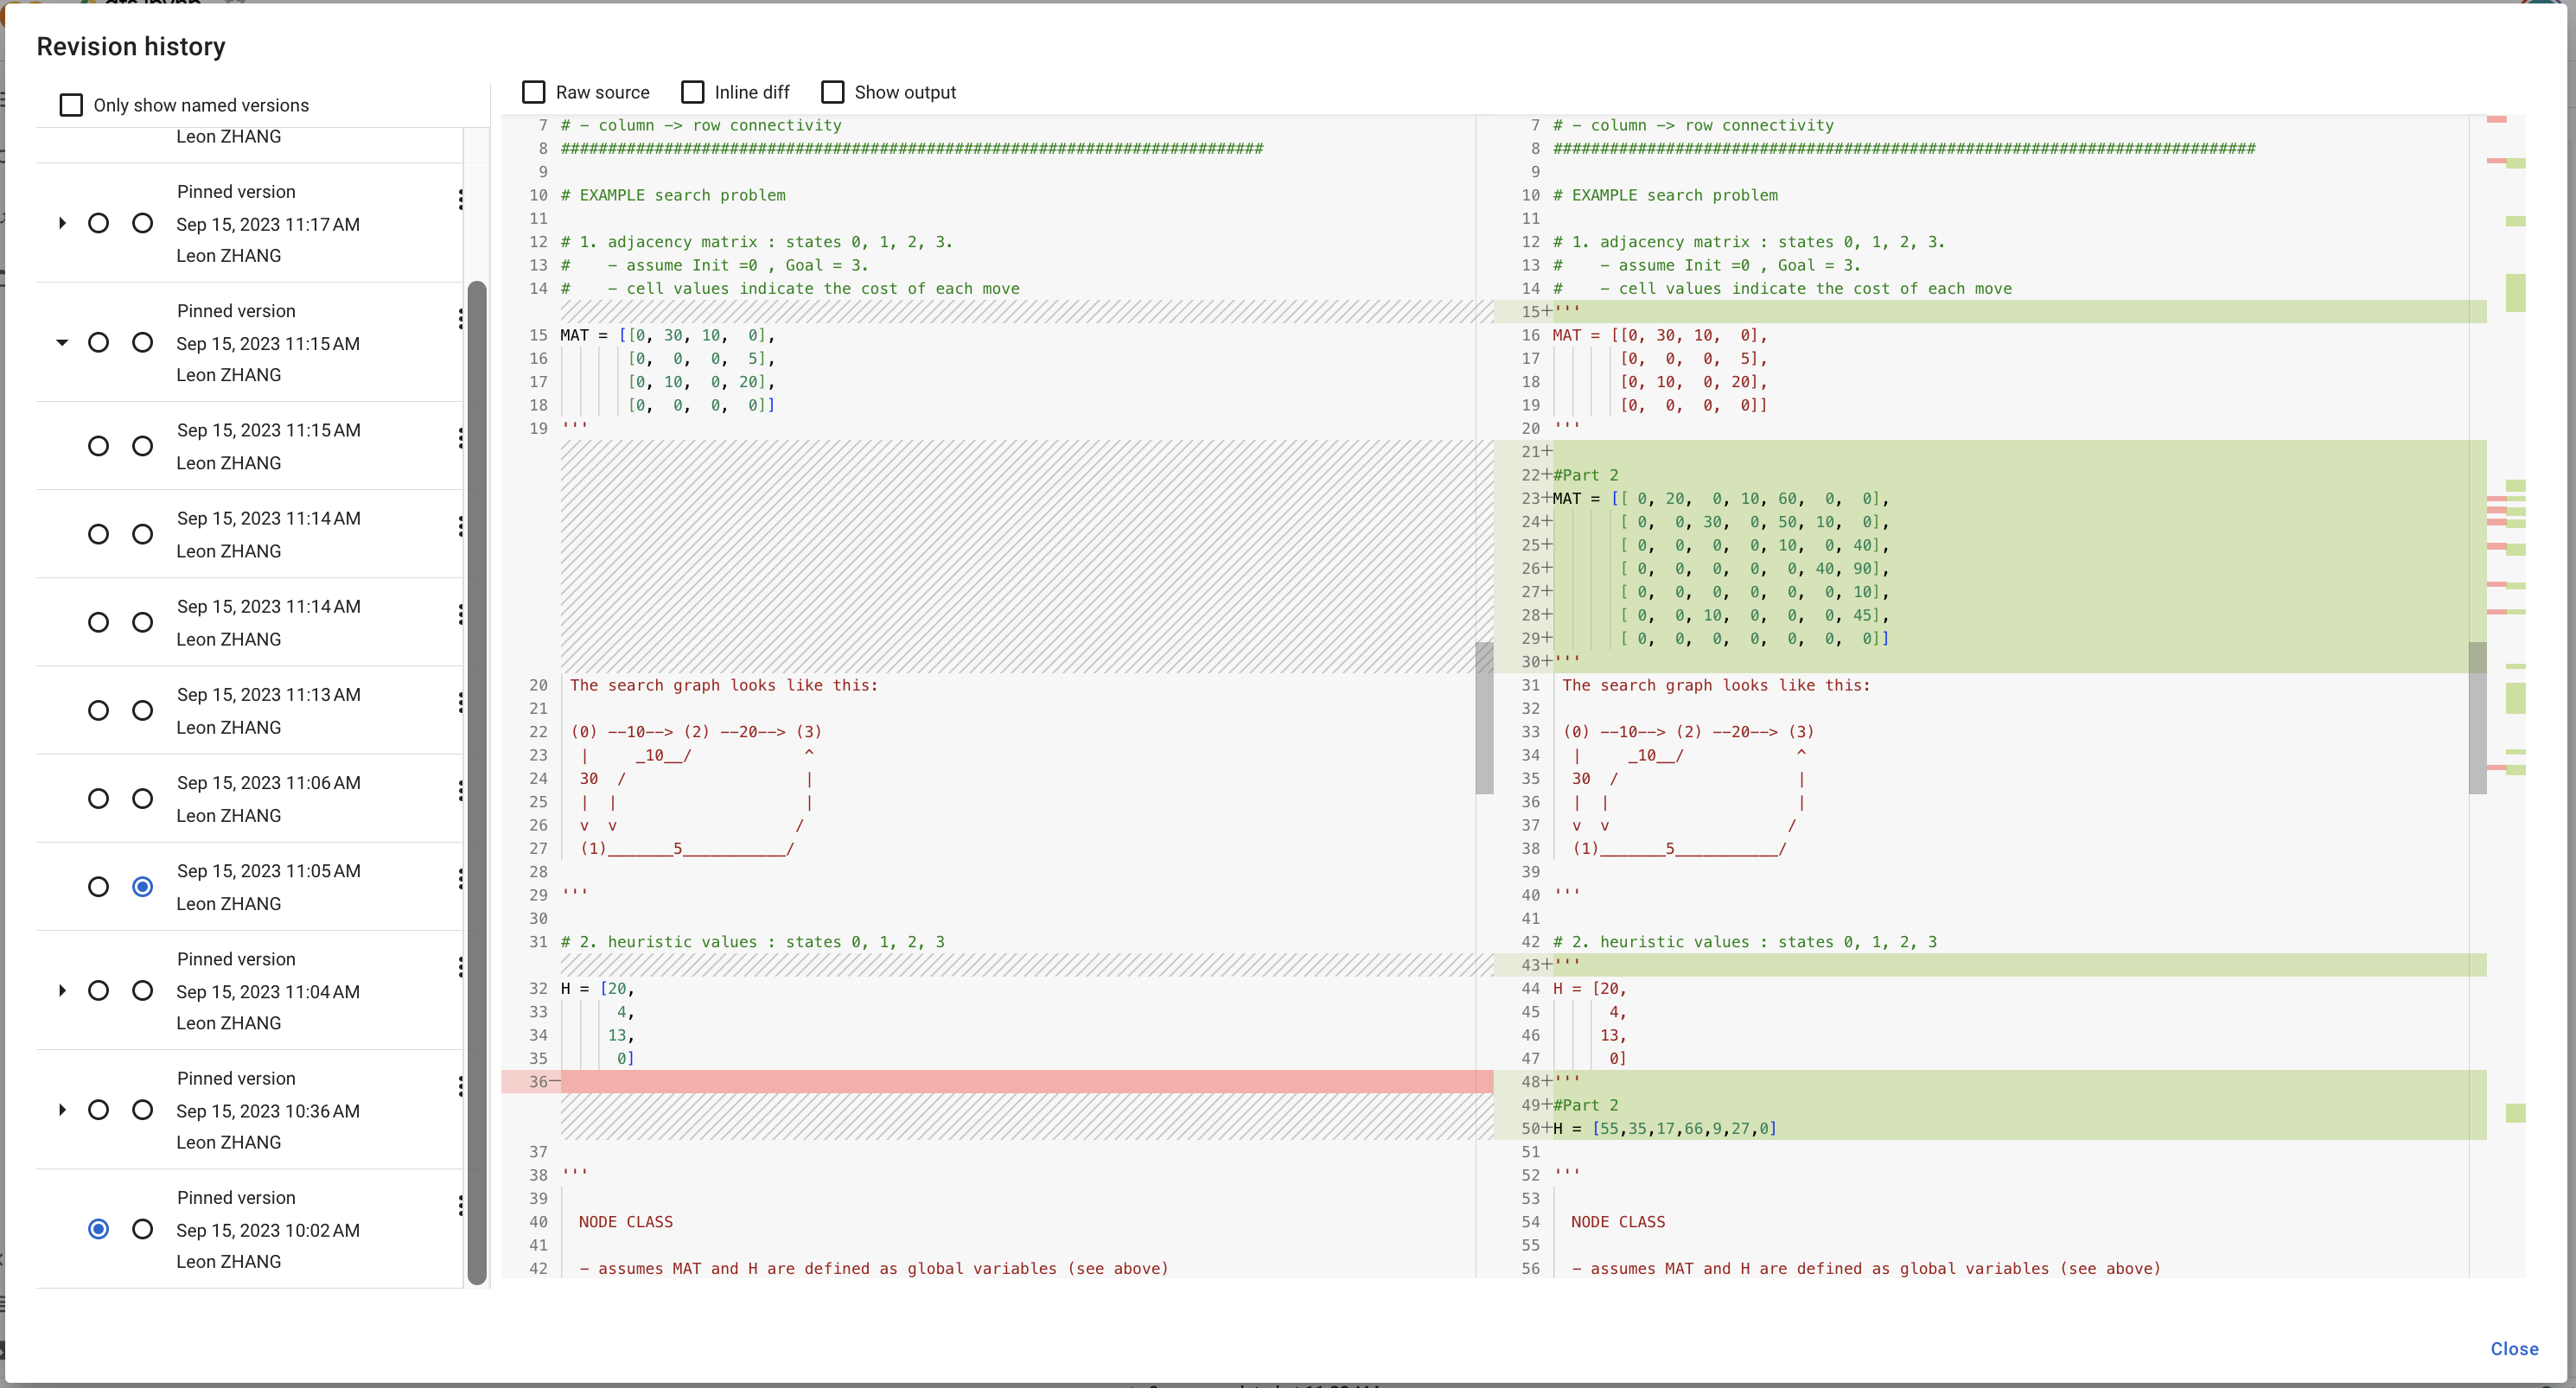 Revision history
Only show named versions
Leon ZHANG
Pinned version
Sep 15, 2023 11:17 AM
Leon ZHANG
Pinned version
Sep 15, 2023 11:15 AM
Leon ZHANG
Sep 15, 2023 11:15 AM
Leon ZHANG
Sep 15, 2023 11:14 AM
Leon ZHANG
Sep 15, 2023 11:14 AM
Leon ZHANG
Sep 15, 2023 11:13 AM
Leon ZHANG
Sep 15, 2023 11:06 AM
Leon ZHANG
Sep 15, 2023 11:05 AM
Leon ZHANG
Pinned version
Sep 15, 2023 11:04 AM
Leon ZHANG
Pinned version
Sep 15, 2023 10:36 AM
Leon ZHANG
Pinned version
Sep 15, 2023 10:02 AM
Leon ZHANG
Raw source Inline diff Show output
7 # – column –> row connectivity
8 ###########################################################################
9
10 # EXAMPLE search problem
11
12 # 1. adjacency matrix : states 0, 1, 2, 3.
13 #    – assume Init =0 , Goal = 3.
14 #    – cell values indicate the cost of each move
15 MAT = [[0, 30, 10,  0],
16        [0,  0,  0,  5],
17        [0, 10,  0, 20],
18        [0,  0,  0,  0]]
19 '''
20  The search graph looks like this:
21
22  (0) --10--> (2) --20--> (3)
23   |     _10__/            ^
24   30  /                   |
25   |  |                    |
26   v  v                   /
27   (1)_______5___________/
28
29 '''
30
31 # 2. heuristic values : states 0, 1, 2, 3
32 H = [20,
33       4,
34      13,
35       0]
36–
37
38 '''
39
40   NODE CLASS
41
42   – assumes MAT and H are defined as global variables (see above)
7 # – column –> row connectivity
8 ###########################################################################
9
10 # EXAMPLE search problem
11
12 # 1. adjacency matrix : states 0, 1, 2, 3.
13 #    – assume Init =0 , Goal = 3.
14 #    – cell values indicate the cost of each move
15+'''
16 MAT = [[0, 30, 10,  0],
17        [0,  0,  0,  5],
18        [0, 10,  0, 20],
19        [0,  0,  0,  0]]
20 '''
21+
22+#Part 2
23+MAT = [[ 0, 20,  0, 10, 60,  0,  0],
24+       [ 0,  0, 30,  0, 50, 10,  0],
25+       [ 0,  0,  0,  0, 10,  0, 40],
26+       [ 0,  0,  0,  0,  0, 40, 90],
27+       [ 0,  0,  0,  0,  0,  0, 10],
28+       [ 0,  0, 10,  0,  0,  0, 45],
29+       [ 0,  0,  0,  0,  0,  0,  0]]
30+'''
31  The search graph looks like this:
32
33  (0) --10--> (2) --20--> (3)
34   |     _10__/            ^
35   30  /                   |
36   |  |                    |
37   v  v                   /
38   (1)_______5___________/
39
40 '''
41
42 # 2. heuristic values : states 0, 1, 2, 3
43+'''
44 H = [20,
45       4,
46      13,
47       0]
48+'''
49+#Part 2
50+H = [55,35,17,66,9,27,0]
51
52 '''
53
54   NODE CLASS
55
56   – assumes MAT and H are defined as global variables (see above)
Close